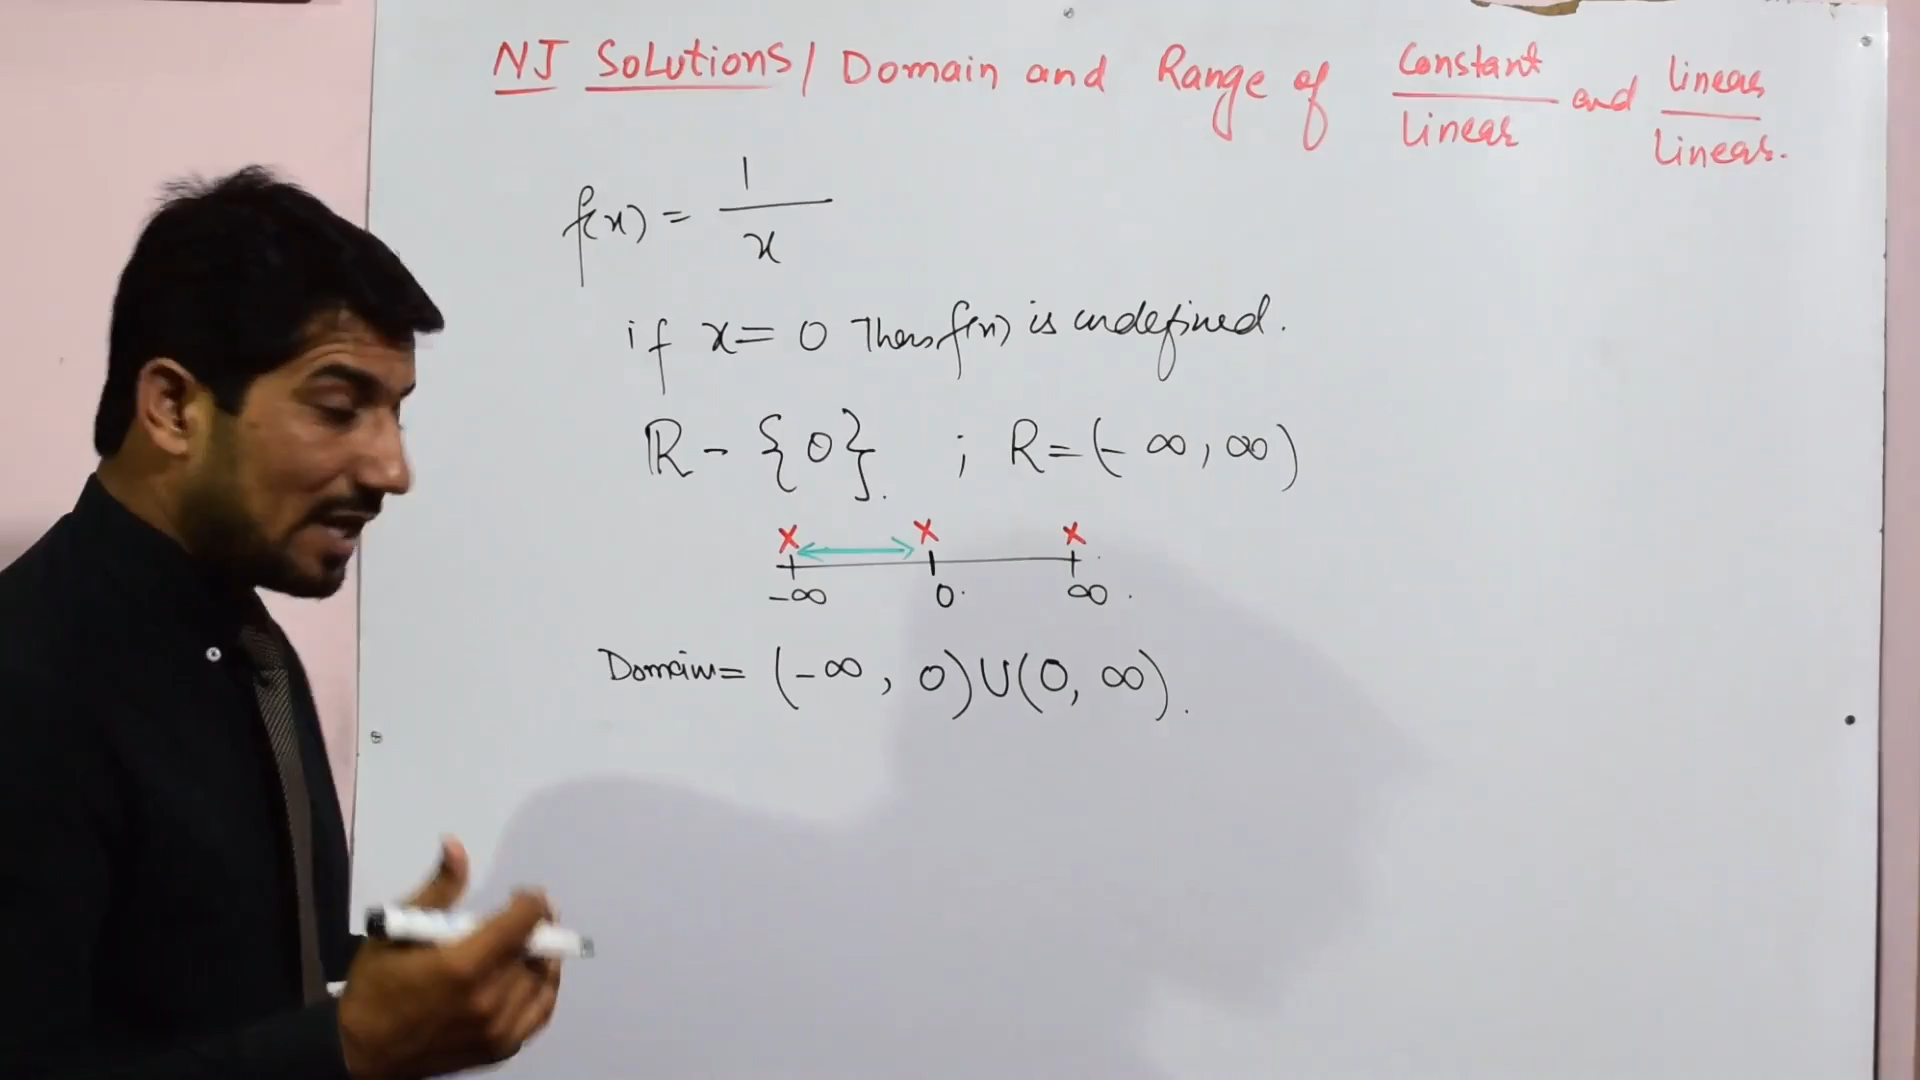 NJ Solutions / Domain and Range of Constant/Linear and Linear/Linear.
f(x) = 1/x
if x = 0 Then f(x) is undefined.
R - {0}. ; R = (-∞, ∞)
x x x
-∞ 0 ∞
Domain = (-∞, 0) ∪ (0, ∞).